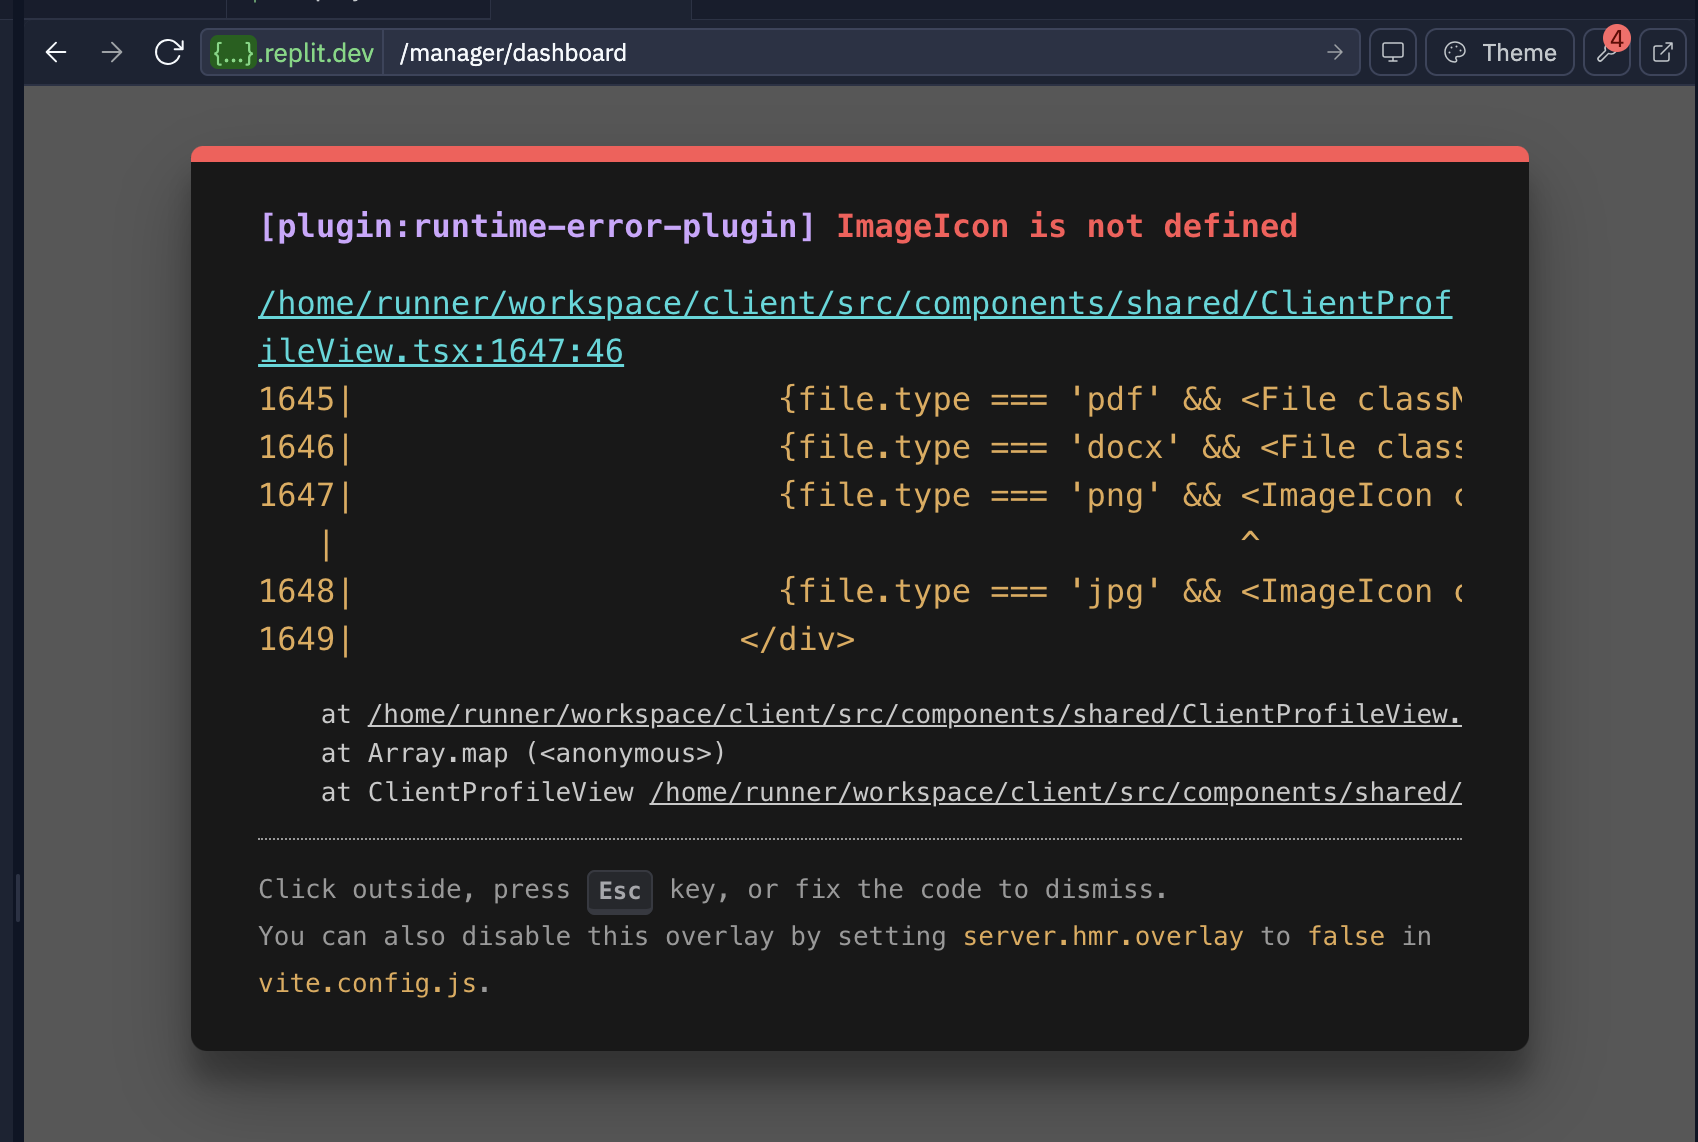 {...}.replit.dev /manager/dashboard
Theme
4
[plugin:runtime-error-plugin] ImageIcon is not defined
/home/runner/workspace/client/src/components/shared/ClientProf
ileView.tsx:1647:46
1645| {file.type === 'pdf' && <File class
1646| {file.type === 'docx' && <File class
1647| {file.type === 'png' && <ImageIcon
| ^
1648| {file.type === 'jpg' && <ImageIcon
1649| </div>
at /home/runner/workspace/client/src/components/shared/ClientProfileView.
at Array.map (<anonymous>)
at ClientProfileView /home/runner/workspace/client/src/components/shared/
Click outside, press Esc key, or fix the code to dismiss.
You can also disable this overlay by setting server.hmr.overlay to false in
vite.config.js.